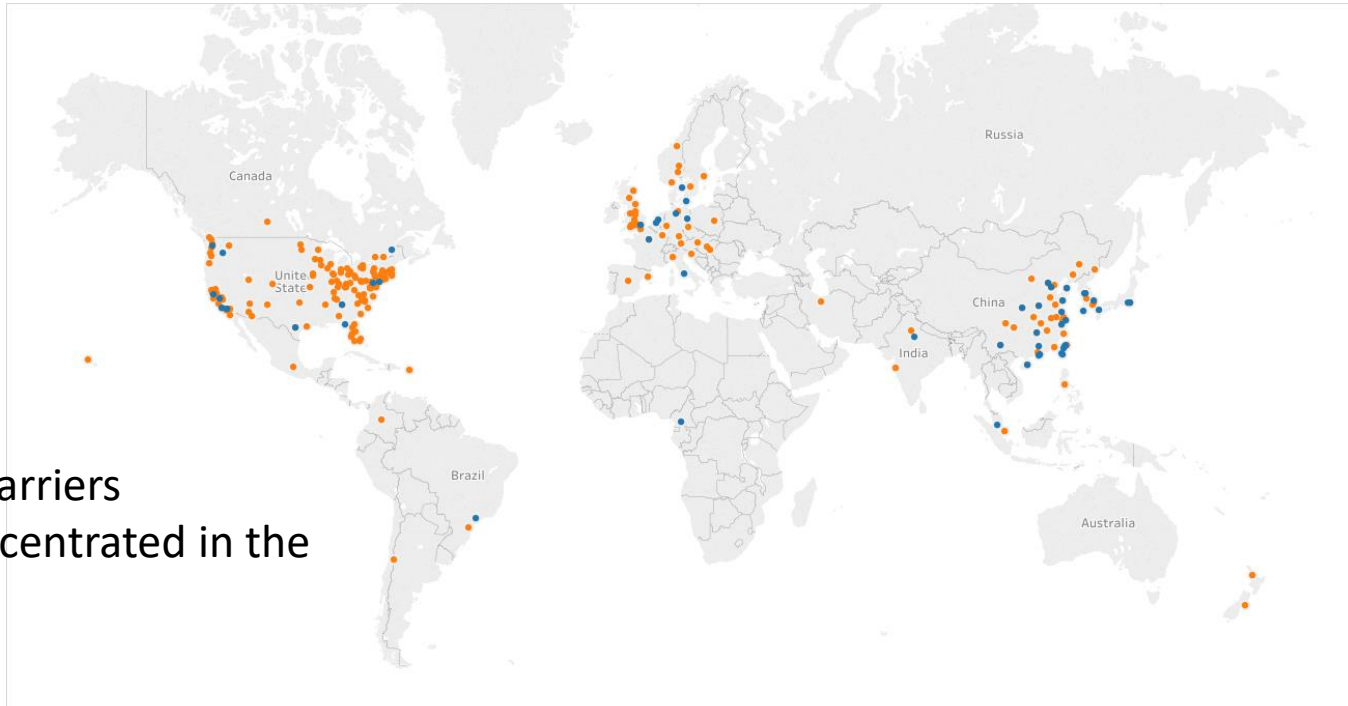 Russia
Canada
Unite
State
China
India
Brazil
Australia
arriers
centrated in the